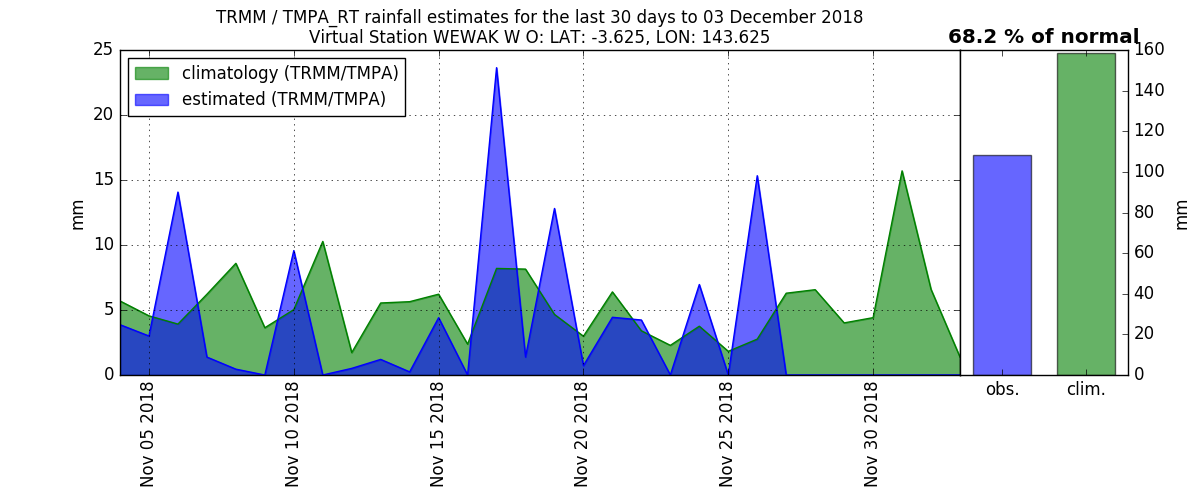 TRMM / TMPA_RT rainfall estimates for the last 30 days to 03 December 2018
Virtual Station WEWAK W O: LAT: -3.625, LON: 143.625
68.2 % of normal
climatology (TRMM/TMPA)
estimated (TRMM/TMPA)
25
20
15
10
5
0
mm
Nov 05 2018
Nov 10 2018
Nov 15 2018
Nov 20 2018
Nov 25 2018
Nov 30 2018
160
140
120
100
80
60
40
20
0
mm
obs.
clim.